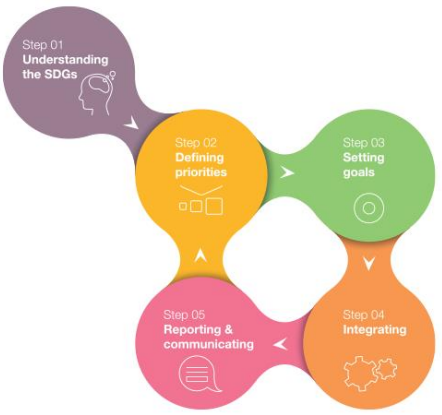 Step 01
Understanding
the SDGs
Step 02
Defining
priorities
Step 03
Setting
goals
Step 04
Integrating
Step 05
Reporting &
communicating